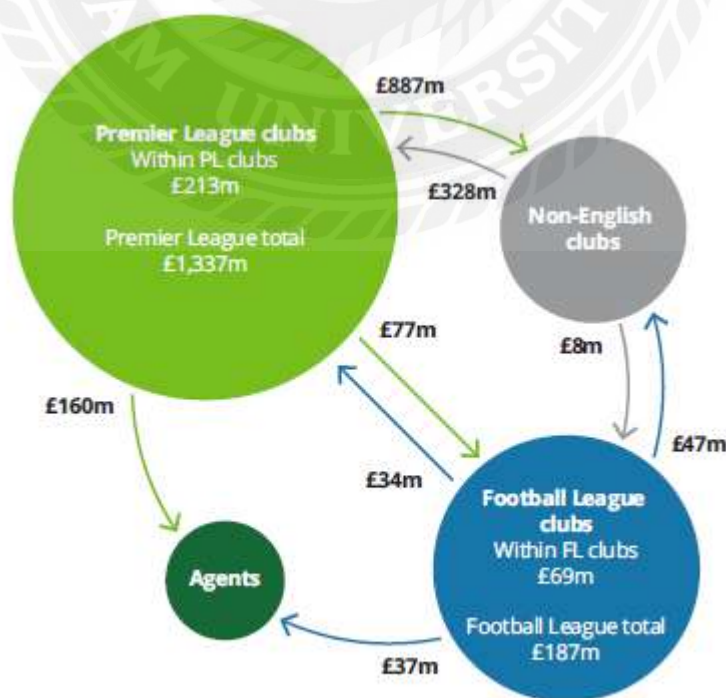 £887m
Premier League clubs
Within PL clubs
£213m
£328m
Non-English
clubs
Premier League total
£1,337m
£77m
£8m
£160m
£47m
£34m
Football League
clubs
Within FL clubs
£69m
Agents
Football League total
£187m
£37m